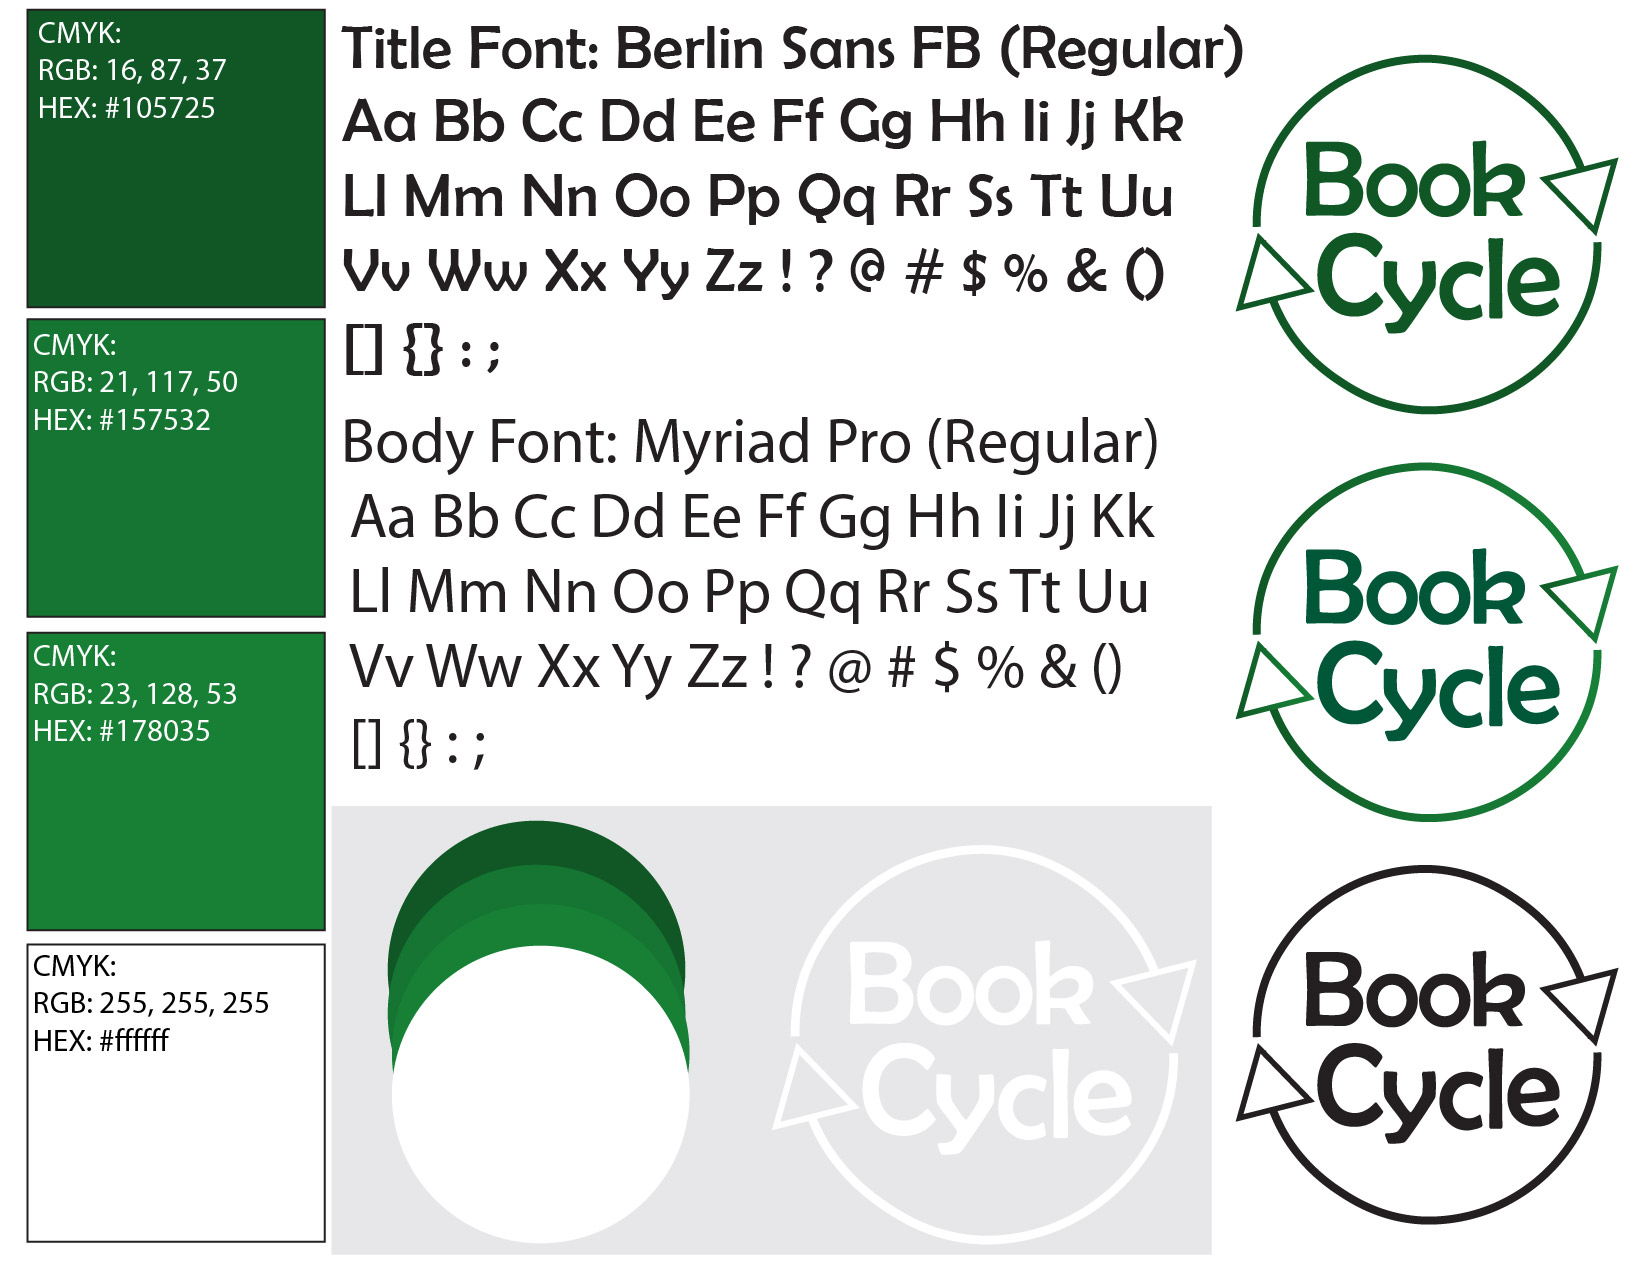 CMYK:
RGB: 16, 87, 37
HEX: #105725
CMYK:
RGB: 21, 117, 50
HEX: #157532
CMYK:
RGB: 23, 128, 53
HEX: #178035
CMYK:
RGB: 255, 255, 255
HEX: #ffffff
Title Font: Berlin Sans FB (Regular)
Aa Bb Cc Dd Ee Ff Gg Hh Ii Jj Kk
Ll Mm Nn Oo Pp Qq Rr Ss Tt Uu
Vv Ww Xx Yy Zz ! ? @ # $ % & ()
[] {} : ;
Body Font: Myriad Pro (Regular)
Aa Bb Cc Dd Ee Ff Gg Hh Ii Jj Kk
Ll Mm Nn Oo Pp Qq Rr Ss Tt Uu
Vv Ww Xx Yy Zz ! ? @ # $ % & ()
[] {} : ;
Book
Cycle
Book
Cycle
Book
Cycle
Book
Cycle